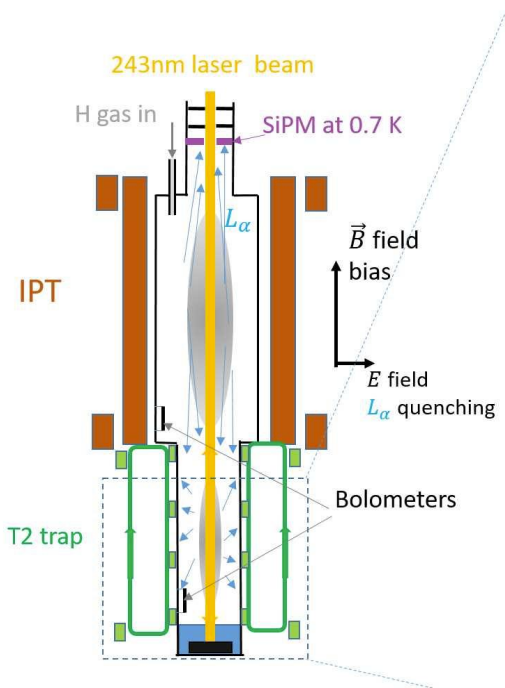 243nm laser beam
H gas in
SiPM at 0.7 K
Lα
B⃗ field
bias
IPT
E field
Lα quenching
Bolometers
T2 trap